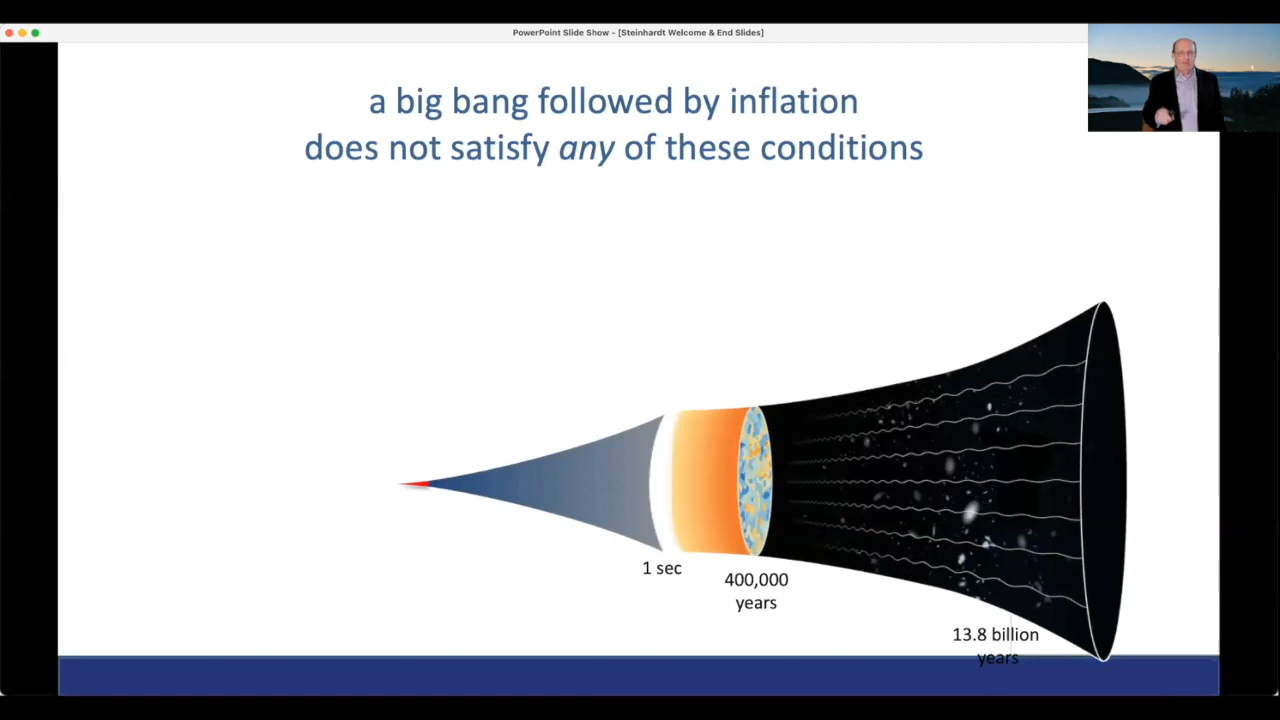 PowerPoint Slide Show - [Steinhardt Welcome & End Slides]
a big bang followed by inflation
does not satisfy any of these conditions
1 sec
400,000
years
13.8 billion
years